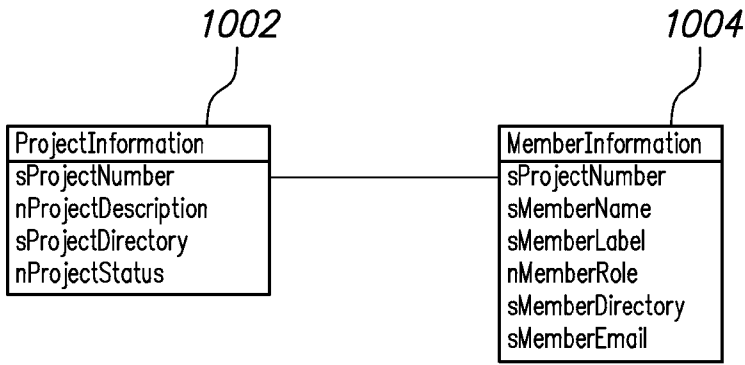 1002
1004
ProjectInformation
sProjectNumber
nProjectDescription
sProjectDirectory
nProjectStatus
MemberInformation
sProjectNumber
sMemberName
sMemberLabel
nMemberRole
sMemberDirectory
sMemberEmail